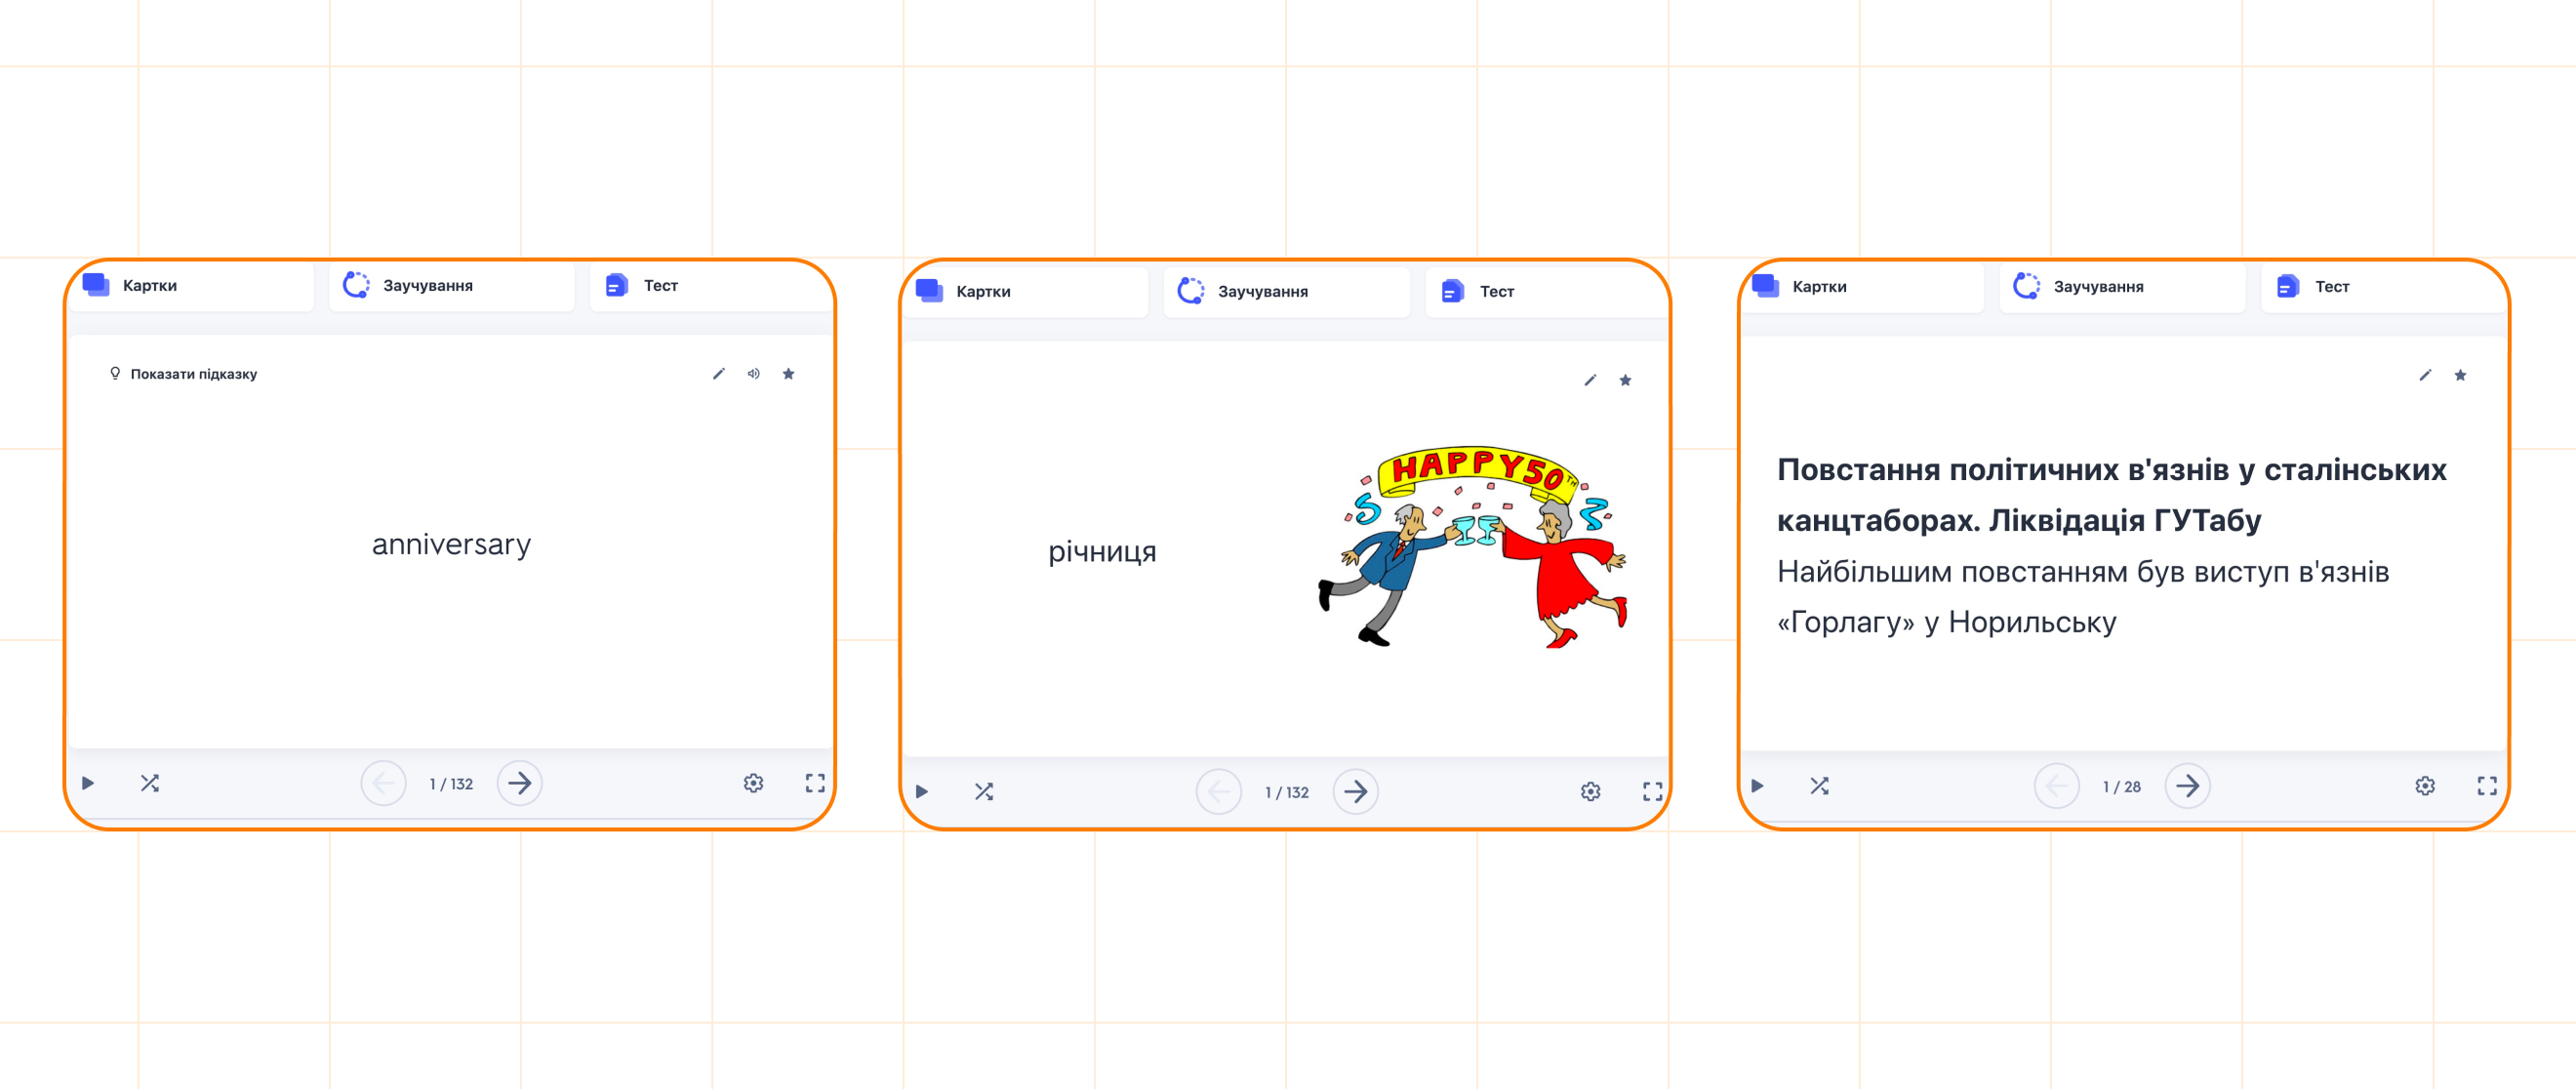 Картки
Заучування
Тест
Показати підказку
anniversary
1 / 132
Картки
Заучування
Тест
HAPPY 50TH
річниця
1 / 132
Картки
Заучування
Тест
Повстання політичних в'язнів у сталінських
канцтаборах. Ліквідація ГУТабу
Найбільшим повстанням був виступ в'язнів
«Горлагу» у Норильську
1 / 28